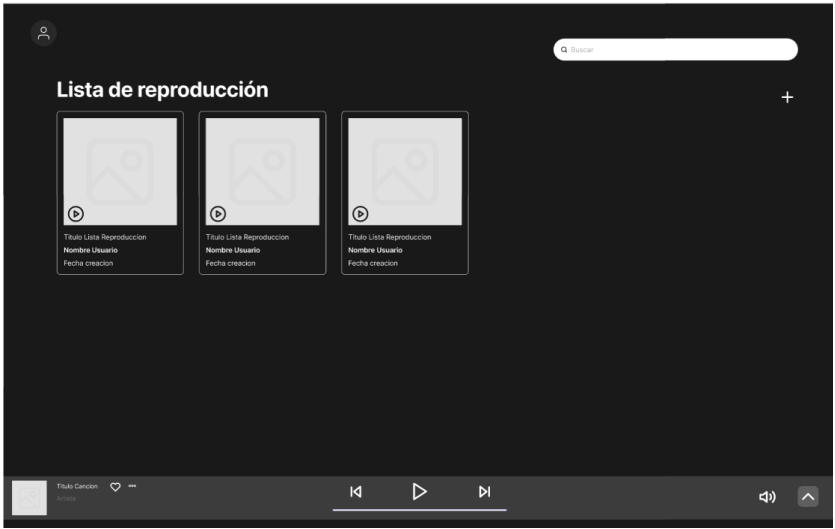 Buscar
Lista de reproducción
Titulo Lista Reproduccion
Nombre Usuario
Fecha creacion
Titulo Lista Reproduccion
Nombre Usuario
Fecha creacion
Titulo Lista Reproduccion
Nombre Usuario
Fecha creacion
Titulo Cancion
Artista